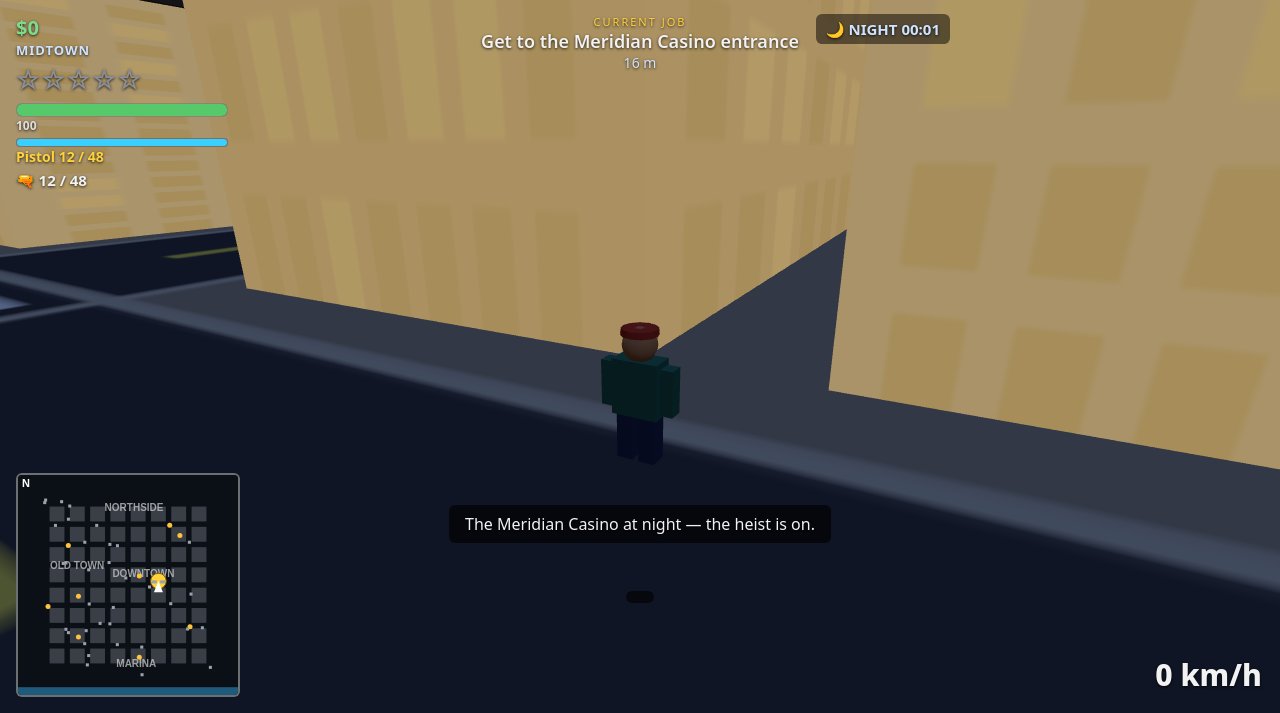 $0
MIDTOWN
100
Pistol 12 / 48
12 / 48
CURRENT JOB
Get to the Meridian Casino entrance
16 m
NIGHT 00:01
The Meridian Casino at night — the heist is on.
N
NORTHSIDE
OLD TOWN
DOWNTOWN
MARINA
0 km/h